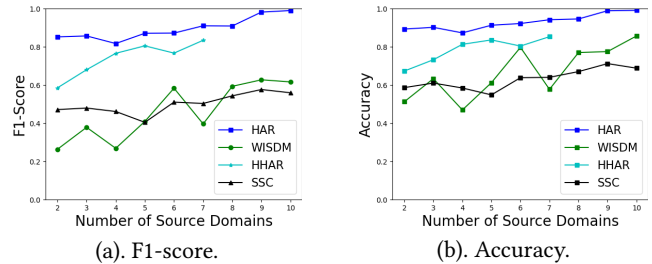 1.0
0.8
0.6
0.4
0.2
0.0
F1-Score
HAR
WISDM
HHAR
SSC
2 3 4 5 6 7 8 9 10
Number of Source Domains
(a). F1-score.
1.0
0.8
0.6
0.4
0.2
0.0
Accuracy
HAR
WISDM
HHAR
SSC
2 3 4 5 6 7 8 9 10
Number of Source Domains
(b). Accuracy.